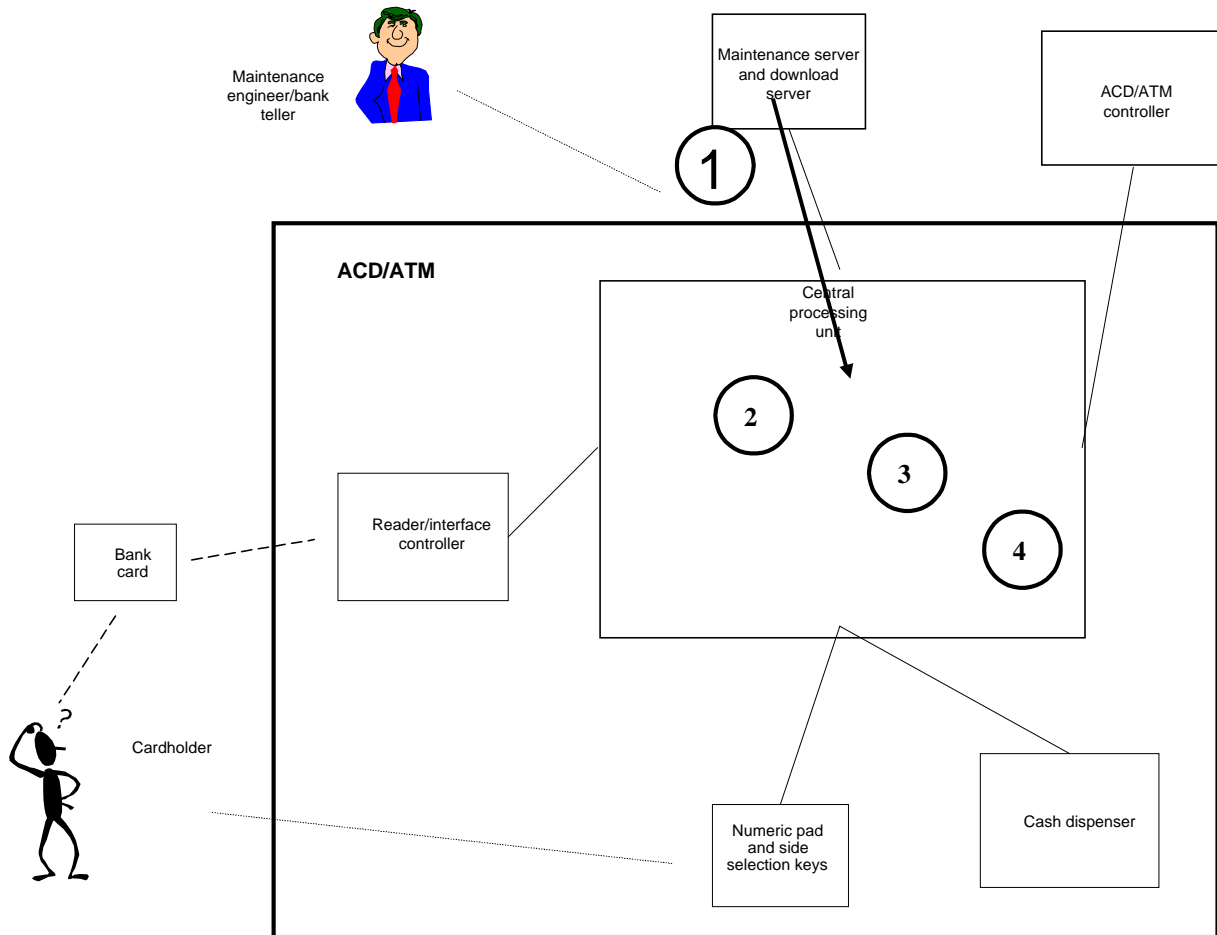 Maintenance
engineer/bank
teller
Maintenance server
and download
server
ACD/ATM
controller
1
ACD/ATM
Central
processing
unit
2
3
4
Reader/interface
controller
Bank
card
?
Cardholder
Numeric pad
and side
selection keys
Cash dispenser